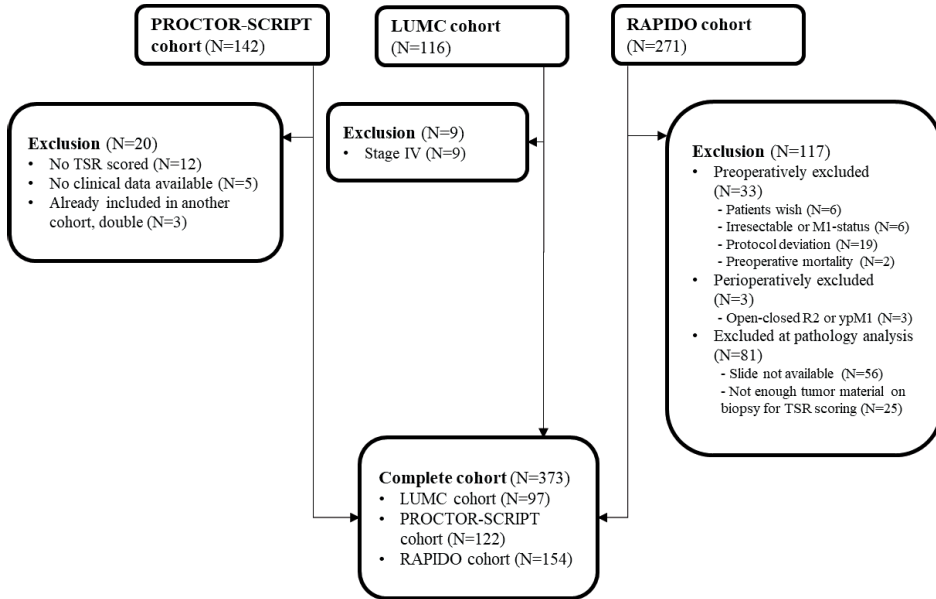 PROCTOR-SCRIPT
cohort (N=142)
LUMC cohort
(N=116)
RAPIDO cohort
(N=271)
Exclusion (N=20)
• No TSR scored (N=12)
• No clinical data available (N=5)
• Already included in another
cohort, double (N=3)
Exclusion (N=9)
• Stage IV (N=9)
Exclusion (N=117)
• Preoperatively excluded
(N=33)
- Patients wish (N=6)
- Irresectable or M1-status (N=6)
- Protocol deviation (N=19)
- Preoperative mortality (N=2)
• Perioperatively excluded
(N=3)
- Open-closed R2 or ypM1 (N=3)
• Excluded at pathology analysis
(N=81)
- Slide not available (N=56)
- Not enough tumor material on
biopsy for TSR scoring (N=25)
Complete cohort (N=373)
• LUMC cohort (N=97)
• PROCTOR-SCRIPT
cohort (N=122)
• RAPIDO cohort (N=154)